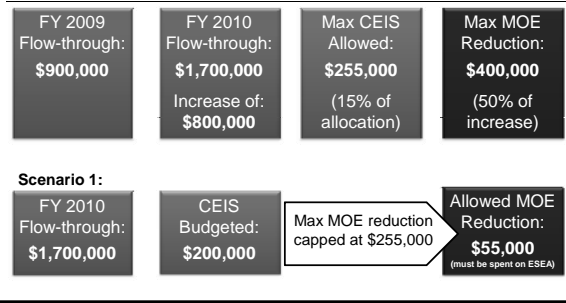 FY 2009
Flow-through:
$900,000
FY 2010
Flow-through:
$1,700,000
Increase of:
$800,000
Max CEIS
Allowed:
$255,000
(15% of
allocation)
Max MOE
Reduction:
$400,000
(50% of
increase)
Scenario 1:
FY 2010
Flow-through:
$1,700,000
CEIS
Budgeted:
$200,000
Max MOE reduction
capped at $255,000
Allowed MOE
Reduction:
$55,000
(must be spent on ESEA)